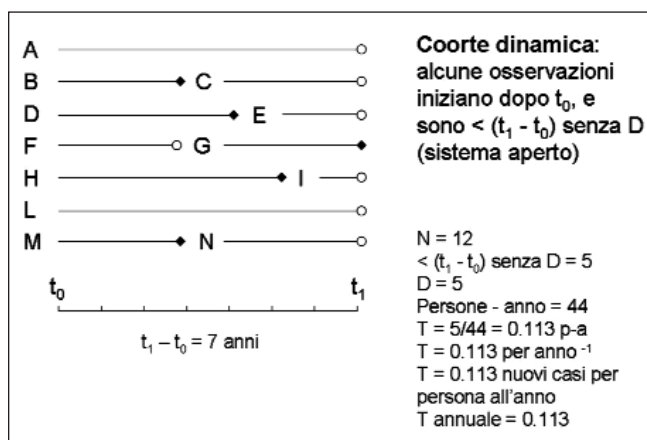 A
B C
D E
F G
H I
L
M N
t₀ t₁
t₁ – t₀ = 7 anni
Coorte dinamica:
alcune osservazioni
iniziano dopo t₀, e
sono < (t₁ - t₀) senza D
(sistema aperto)
N = 12
< (t₁ - t₀) senza D = 5
D = 5
Persone - anno = 44
T = 5/44 = 0.113 p-a
T = 0.113 per anno ⁻¹
T = 0.113 nuovi casi per
persona all'anno
T annuale = 0.113